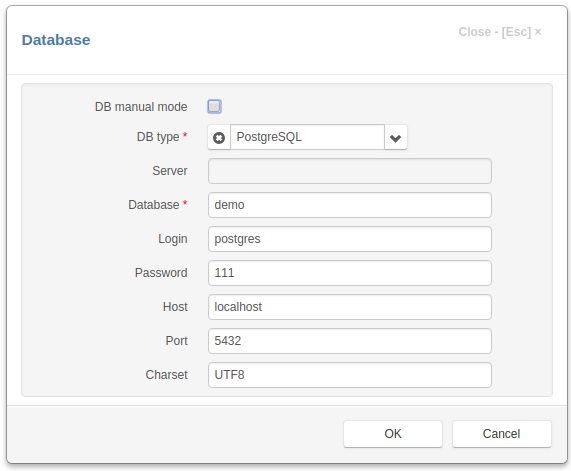 Database
Close - [Esc] ×
DB manual mode
DB type * PostgreSQL
Server
Database * demo
Login postgres
Password 111
Host localhost
Port 5432
Charset UTF8
OK Cancel